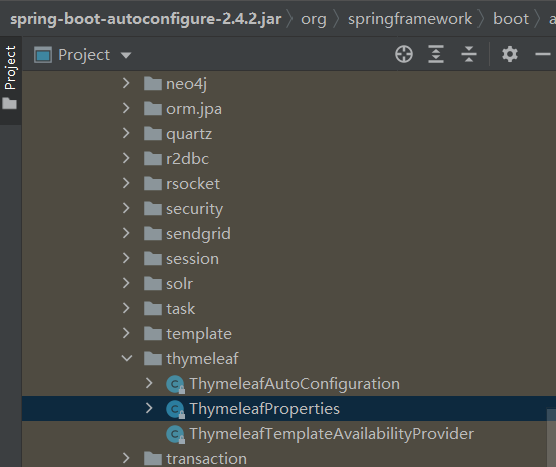 spring-boot-autoconfigure-2.4.2.jar org springframework boot a
Project
Project
neo4j
orm.jpa
quartz
r2dbc
rsocket
security
sendgrid
session
solr
task
template
thymeleaf
ThymeleafAutoConfiguration
ThymeleafProperties
ThymeleafTemplateAvailabilityProvider
transaction